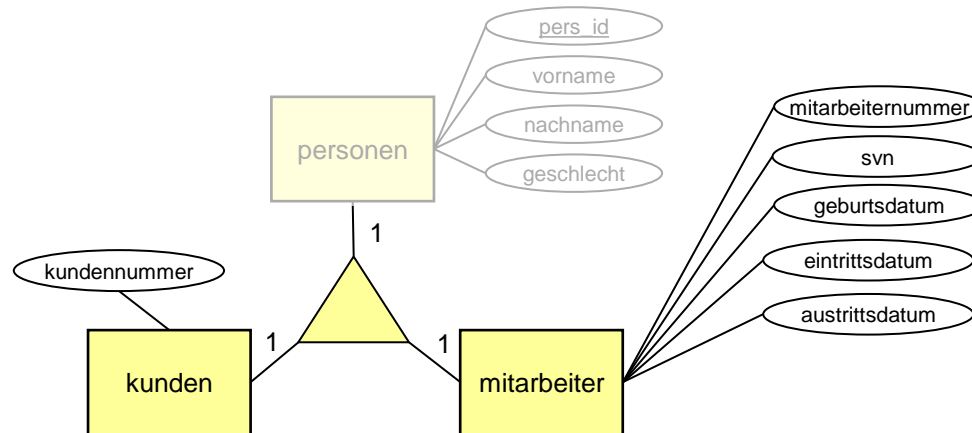 pers_id
vorname
nachname
geschlecht
personen
mitarbeiternummer
svn
geburtsdatum
eintrittsdatum
austrittsdatum
1
kundennummer
1
1
kunden
mitarbeiter